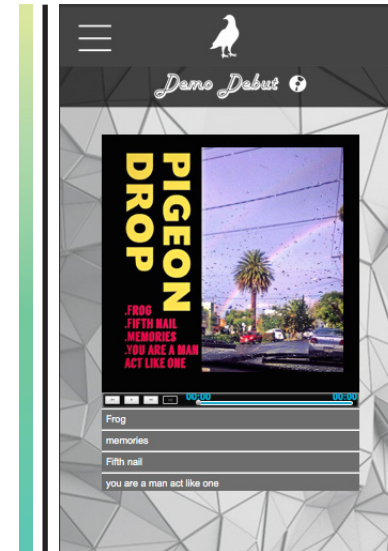 Demo Debut
PIGEON
DROP
.FROG
.FIFTH NAIL
.MEMORIES
.YOU ARE A MAN
ACT LIKE ONE
00:00 00:00
Frog
memories
Fifth nail
you are a man act like one